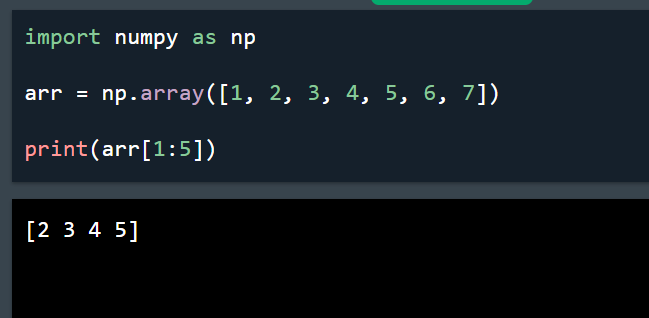 import numpy as np
arr = np.array([1, 2, 3, 4, 5, 6, 7])
print(arr[1:5])
[2 3 4 5]